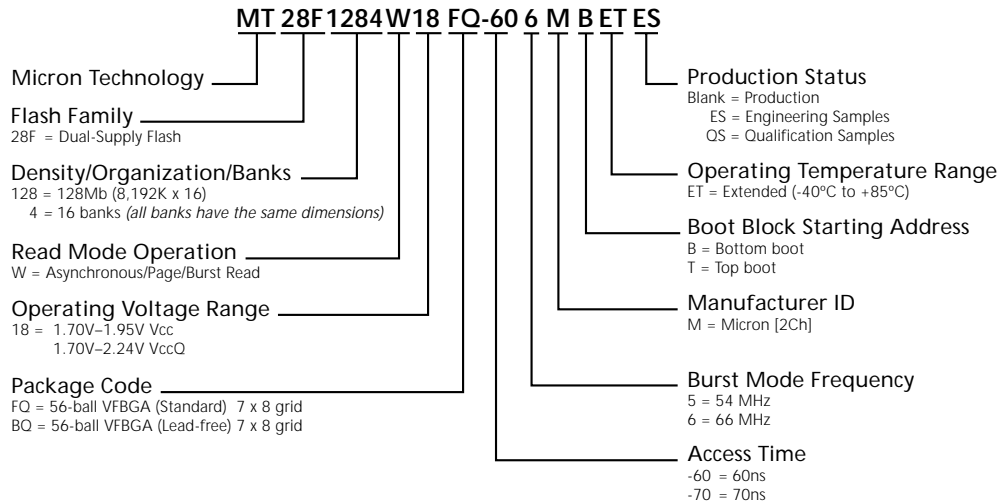 MT 28F1284W18 FQ-60 6 M B ET ES
Micron Technology
Flash Family
28F = Dual-Supply Flash
Density/Organization/Banks
128 = 128Mb (8,192K x 16)
4 = 16 banks (all banks have the same dimensions)
Read Mode Operation
W = Asynchronous/Page/Burst Read
Operating Voltage Range
18 = 1.70V–1.95V Vcc
1.70V–2.24V VccQ
Package Code
FQ = 56-ball VFBGA (Standard) 7 x 8 grid
BQ = 56-ball VFBGA (Lead-free) 7 x 8 grid
Production Status
Blank = Production
ES = Engineering Samples
QS = Qualification Samples
Operating Temperature Range
ET = Extended (-40ºC to +85ºC)
Boot Block Starting Address
B = Bottom boot
T = Top boot
Manufacturer ID
M = Micron [2Ch]
Burst Mode Frequency
5 = 54 MHz
6 = 66 MHz
Access Time
-60 = 60ns
-70 = 70ns